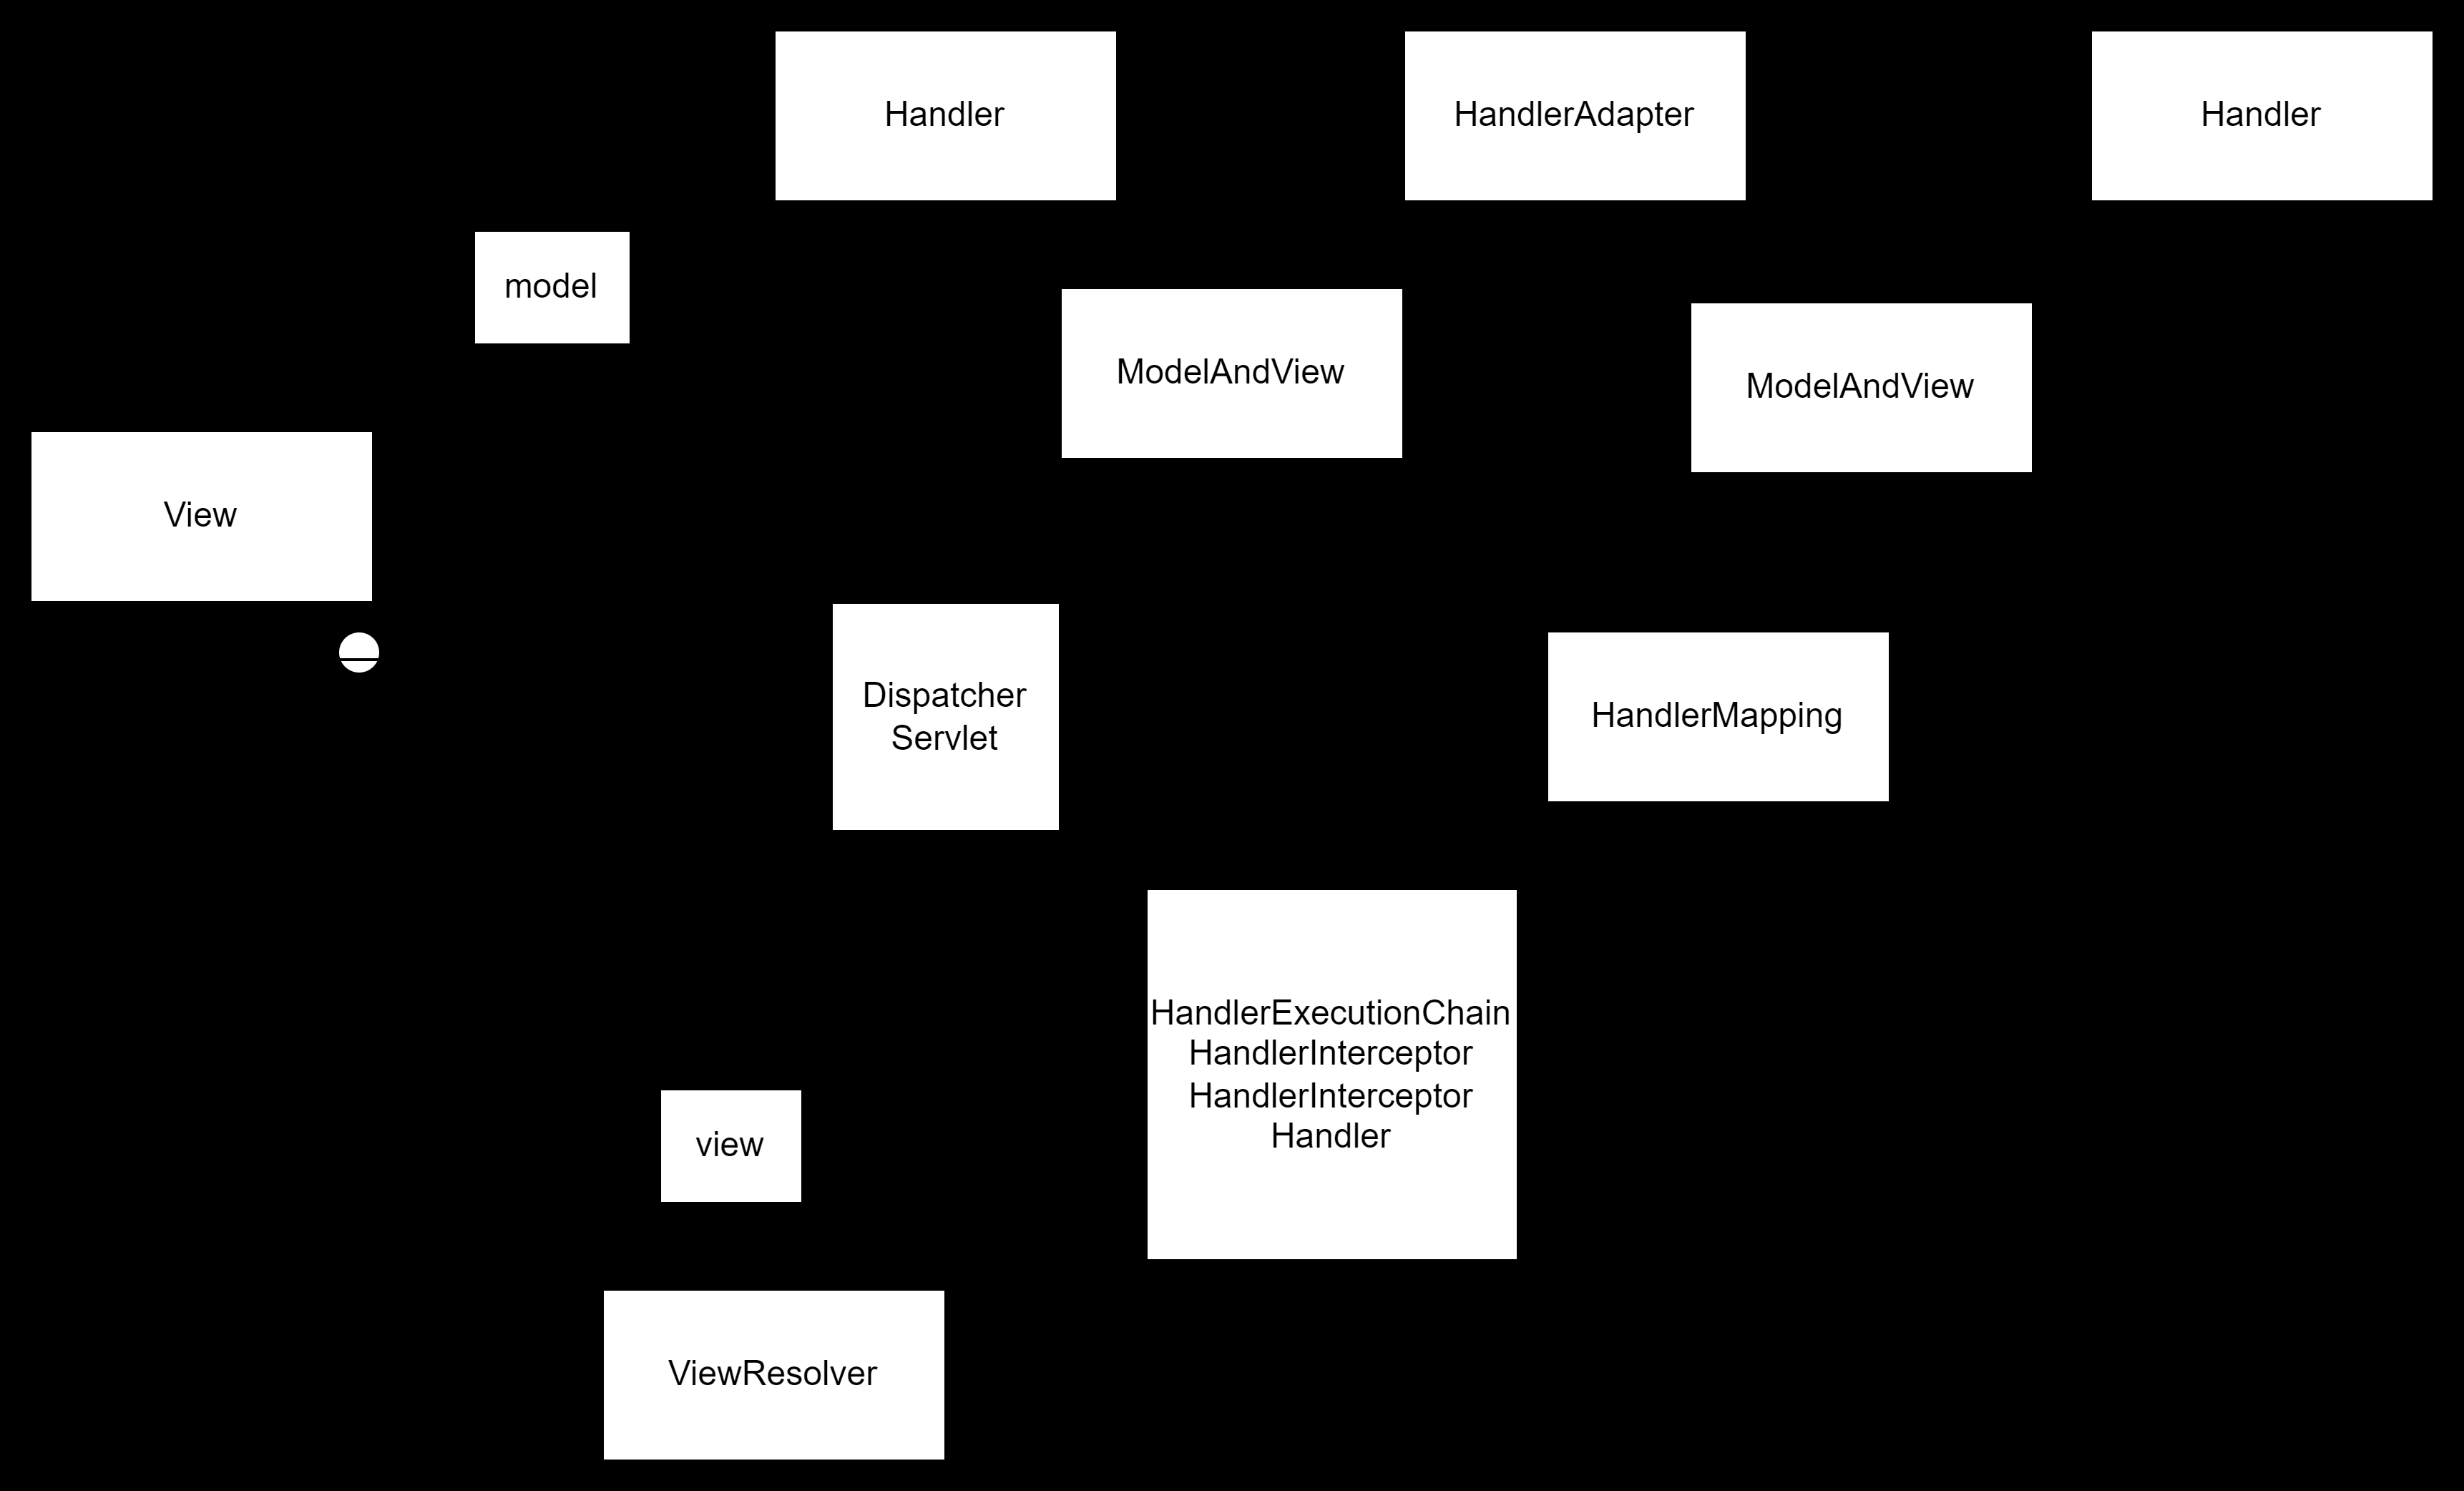 Handler
HandlerAdapter
Handler
model
ModelAndView
ModelAndView
View
Dispatcher
Servlet
HandlerMapping
HandlerExecutionChain
HandlerInterceptor
HandlerInterceptor
Handler
view
ViewResolver